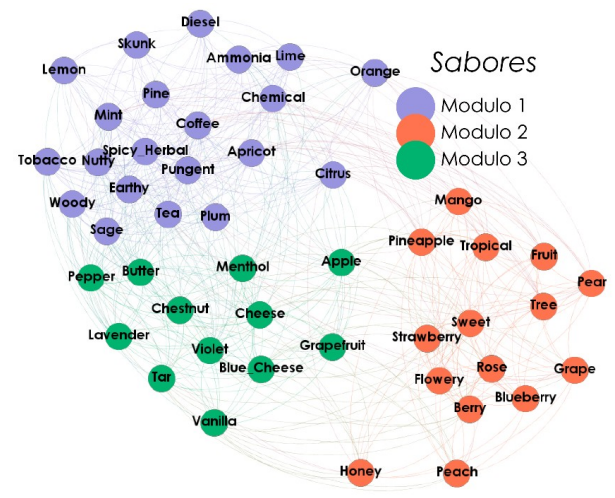 Diesel
Skunk
Ammonia
Lime
Lemon
Orange
Sabores
Pine
Chemical
Modulo 1
Mint
Coffee
Modulo 2
Spicy_Herbal
Apricot
Modulo 3
Tobacco
Nutty
Pungent
Citrus
Earthy
Woody
Tea
Plum
Mango
Sage
Pineapple
Tropical
Fruit
Pepper
Butter
Menthol
Apple
Pear
Chestnut
Cheese
Tree
Sweet
Lavender
Violet
Grapefruit
Strawberry
Blue_Cheese
Rose
Grape
Tar
Flowery
Blueberry
Berry
Vanilla
Honey
Peach